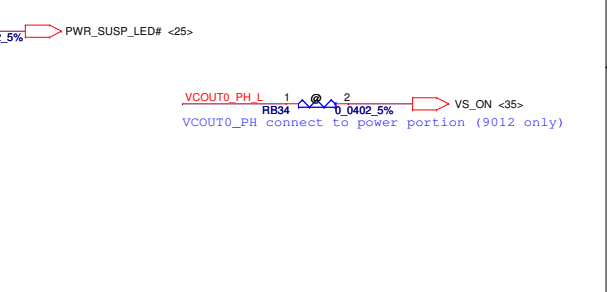 PWR_SUSP_LED# <25>
_5%
VCOUT0_PH_L 1 @ 2 VS_ON <35>
RB34 0_0402_5%
VCOUT0_PH connect to power portion (9012 only)